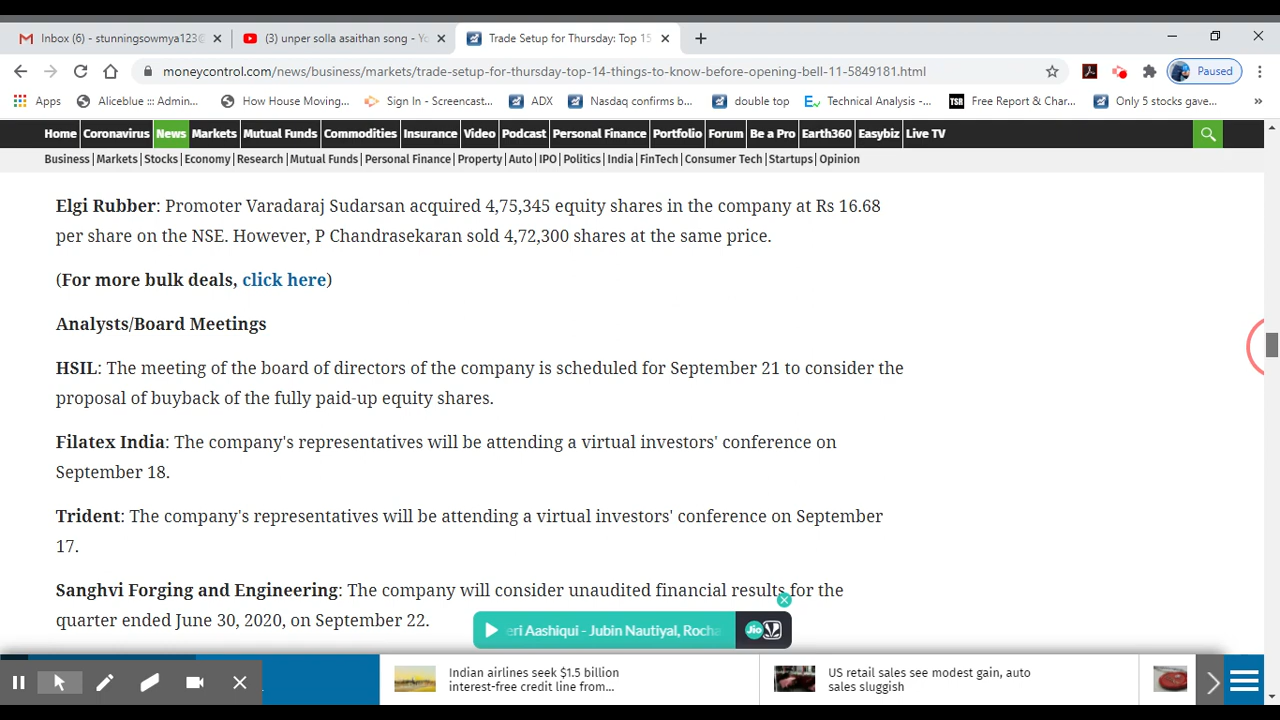 Inbox (6) - stunningsowmya123@
(3) unper solla asaithan song - Yo
Trade Setup for Thursday: Top 15
moneycontrol.com/news/business/markets/trade-setup-for-thursday-top-14-things-to-know-before-opening-bell-11-5849181.html
Paused
Apps
Aliceblue ::: Admin...
How House Moving...
Sign In - Screencast...
ADX
Nasdaq confirms b...
double top
Technical Analysis -...
TSR
Free Report & Char...
Only 5 stocks gave...
»
Home Coronavirus News Markets Mutual Funds Commodities Insurance Video Podcast Personal Finance Portfolio Forum Be a Pro Earth360 Easybiz Live TV
Business | Markets | Stocks | Economy | Research | Mutual Funds | Personal Finance | Property | Auto | IPO | Politics | India | FinTech | Consumer Tech | Startups | Opinion
Elgi Rubber: Promoter Varadaraj Sudarsan acquired 4,75,345 equity shares in the company at Rs 16.68
per share on the NSE. However, P Chandrasekaran sold 4,72,300 shares at the same price.
(For more bulk deals, click here)
Analysts/Board Meetings
HSIL: The meeting of the board of directors of the company is scheduled for September 21 to consider the
proposal of buyback of the fully paid-up equity shares.
Filatex India: The company's representatives will be attending a virtual investors' conference on
September 18.
Trident: The company's representatives will be attending a virtual investors' conference on September
17.
Sanghvi Forging and Engineering: The company will consider unaudited financial results for the
quarter ended June 30, 2020, on September 22.
eri Aashiqui - Jubin Nautiyal, Rocha
Jio
Indian airlines seek $1.5 billion
interest-free credit line from...
US retail sales see modest gain, auto
sales sluggish